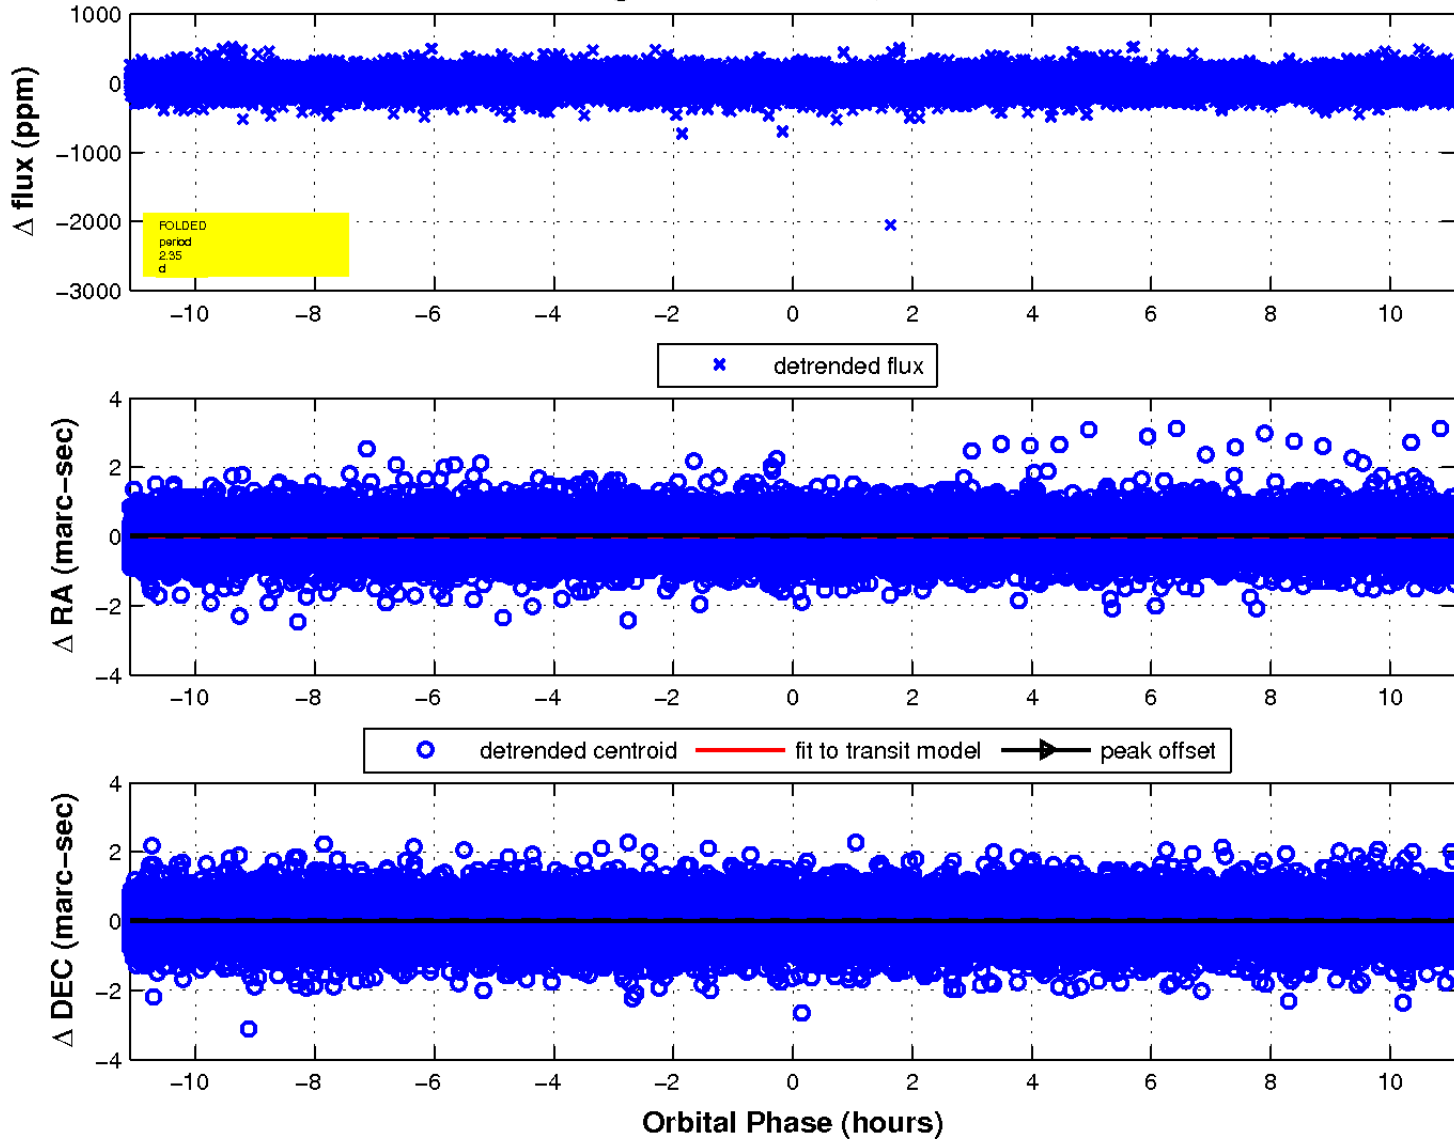 1000
0
−1000
−2000
−3000
Δ flux (ppm)
FOLDED
period
2.35
d
−10 −8 −6 −4 −2 0 2 4 6 8 10
detrended flux
4
2
0
−2
−4
Δ RA (marc−sec)
−10 −8 −6 −4 −2 0 2 4 6 8 10
detrended centroid fit to transit model peak offset
4
2
0
−2
−4
Δ DEC (marc−sec)
−10 −8 −6 −4 −2 0 2 4 6 8 10
Orbital Phase (hours)